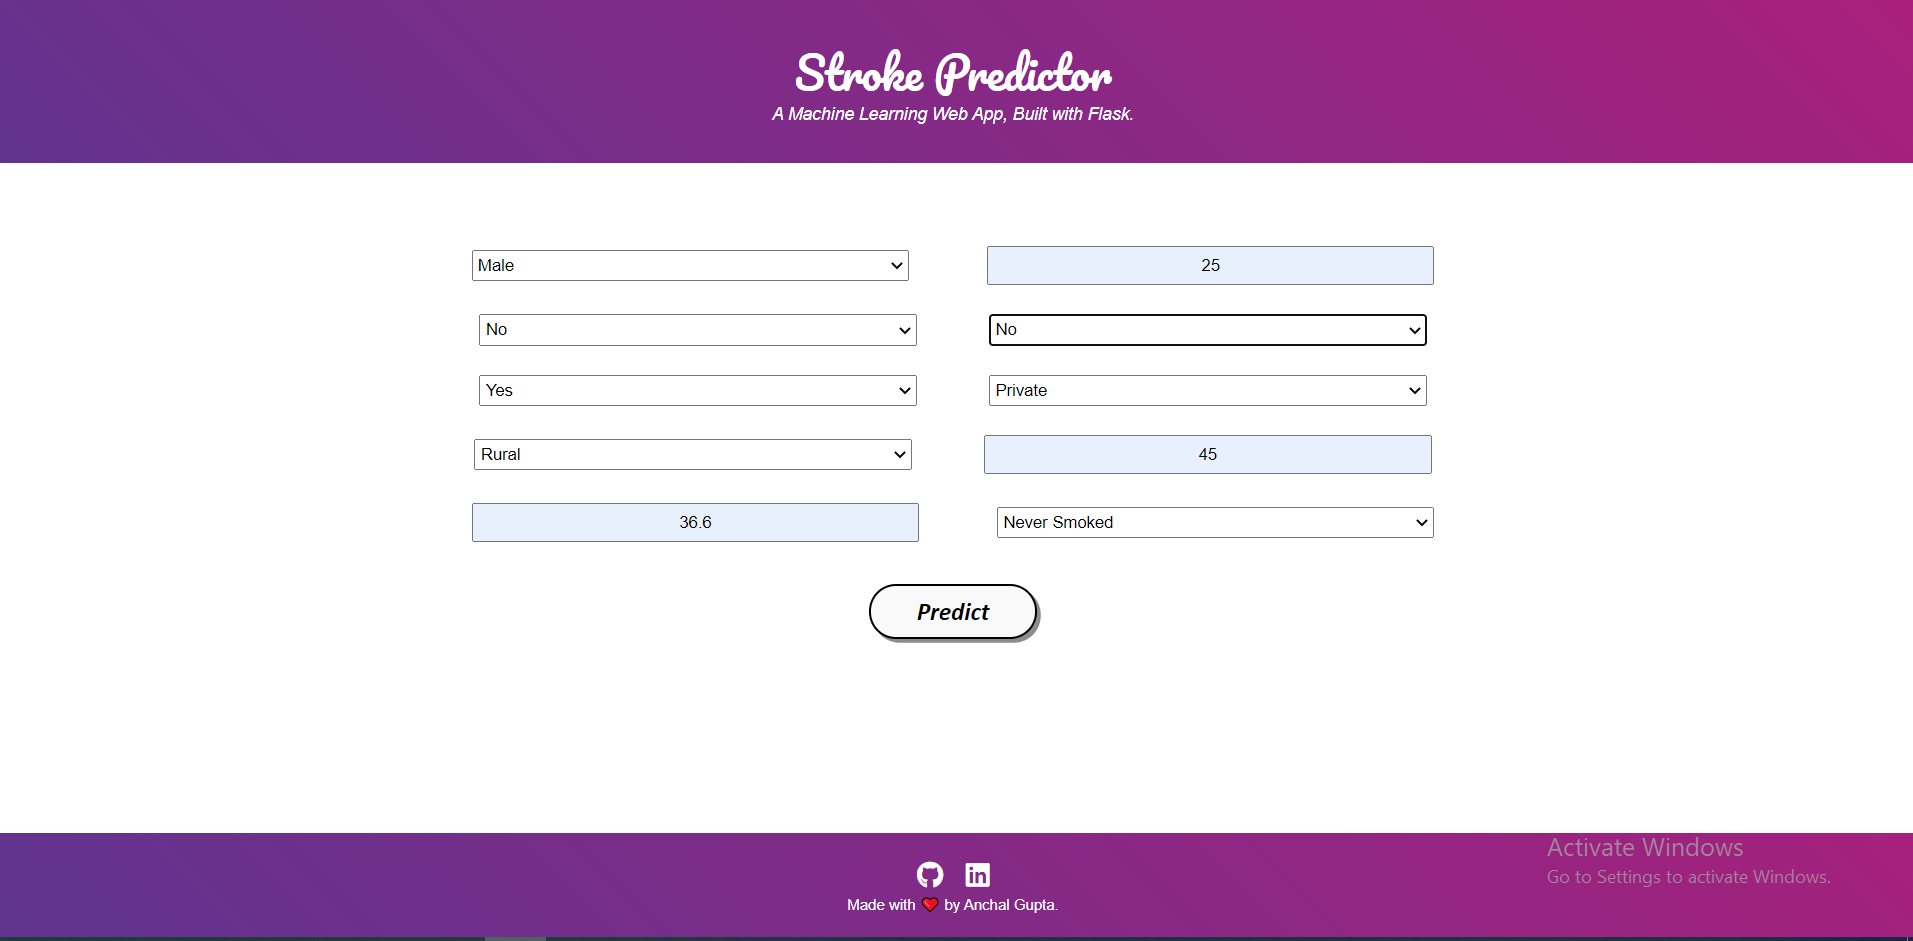 Stroke Predictor
A Machine Learning Web App, Built with Flask.
Male
25
No
No
Yes
Private
Rural
45
36.6
Never Smoked
Predict
Activate Windows
Go to Settings to activate Windows.
in
Made with ❤️ by Anchal Gupta.